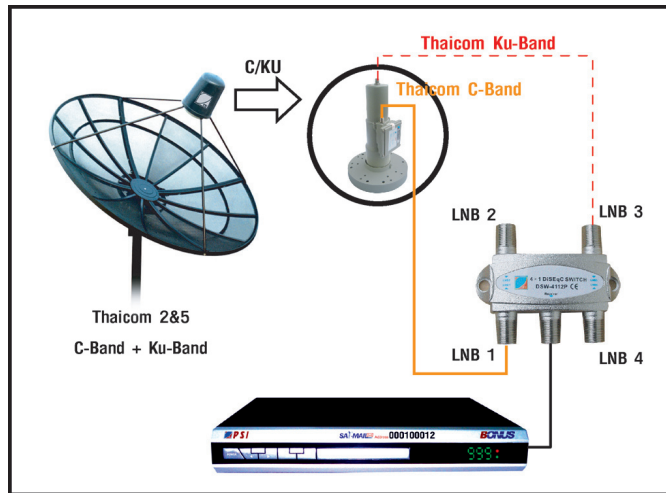 Thaicom Ku-Band
C/KU
Thaicom C-Band
LNB 2
LNB 3
4 - 1 DiSEqC SWITCH
DSW-4112P CE
Thaicom 2&5
C-Band + Ku-Band
LNB 1
LNB 4
PSI
000100012
BONUS
999: